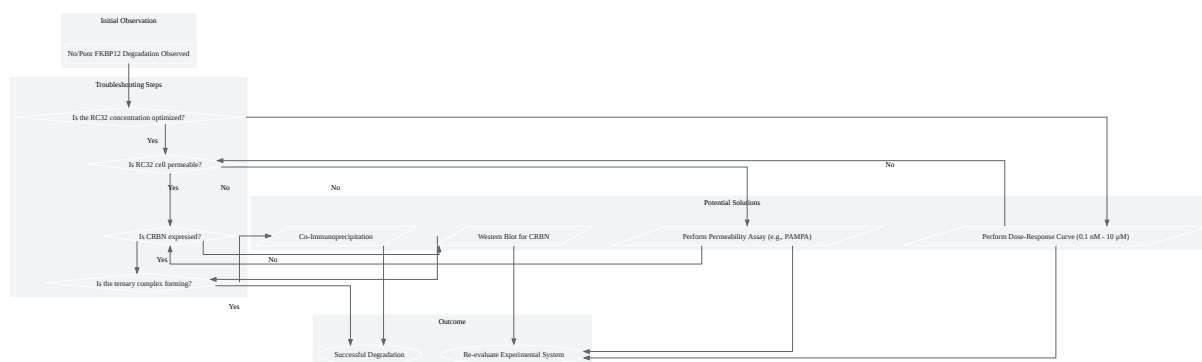 Initial Observation
No/Poor FKBP12 Degradation Observed
Troubleshooting Steps
Is the RC32 concentration optimized?
Yes
Is RC32 cell permeable?
No
Yes
No
No
Potential Solutions
Is CRBN expressed?
Co-Immunoprecipitation
Western Blot for CRBN
Perform Permeability Assay (e.g., PAMPA)
Perform Dose-Response Curve (0.1 nM - 10 µM)
Yes
No
Is the ternary complex forming?
Yes
Outcome
Successful Degradation
Re-evaluate Experimental System